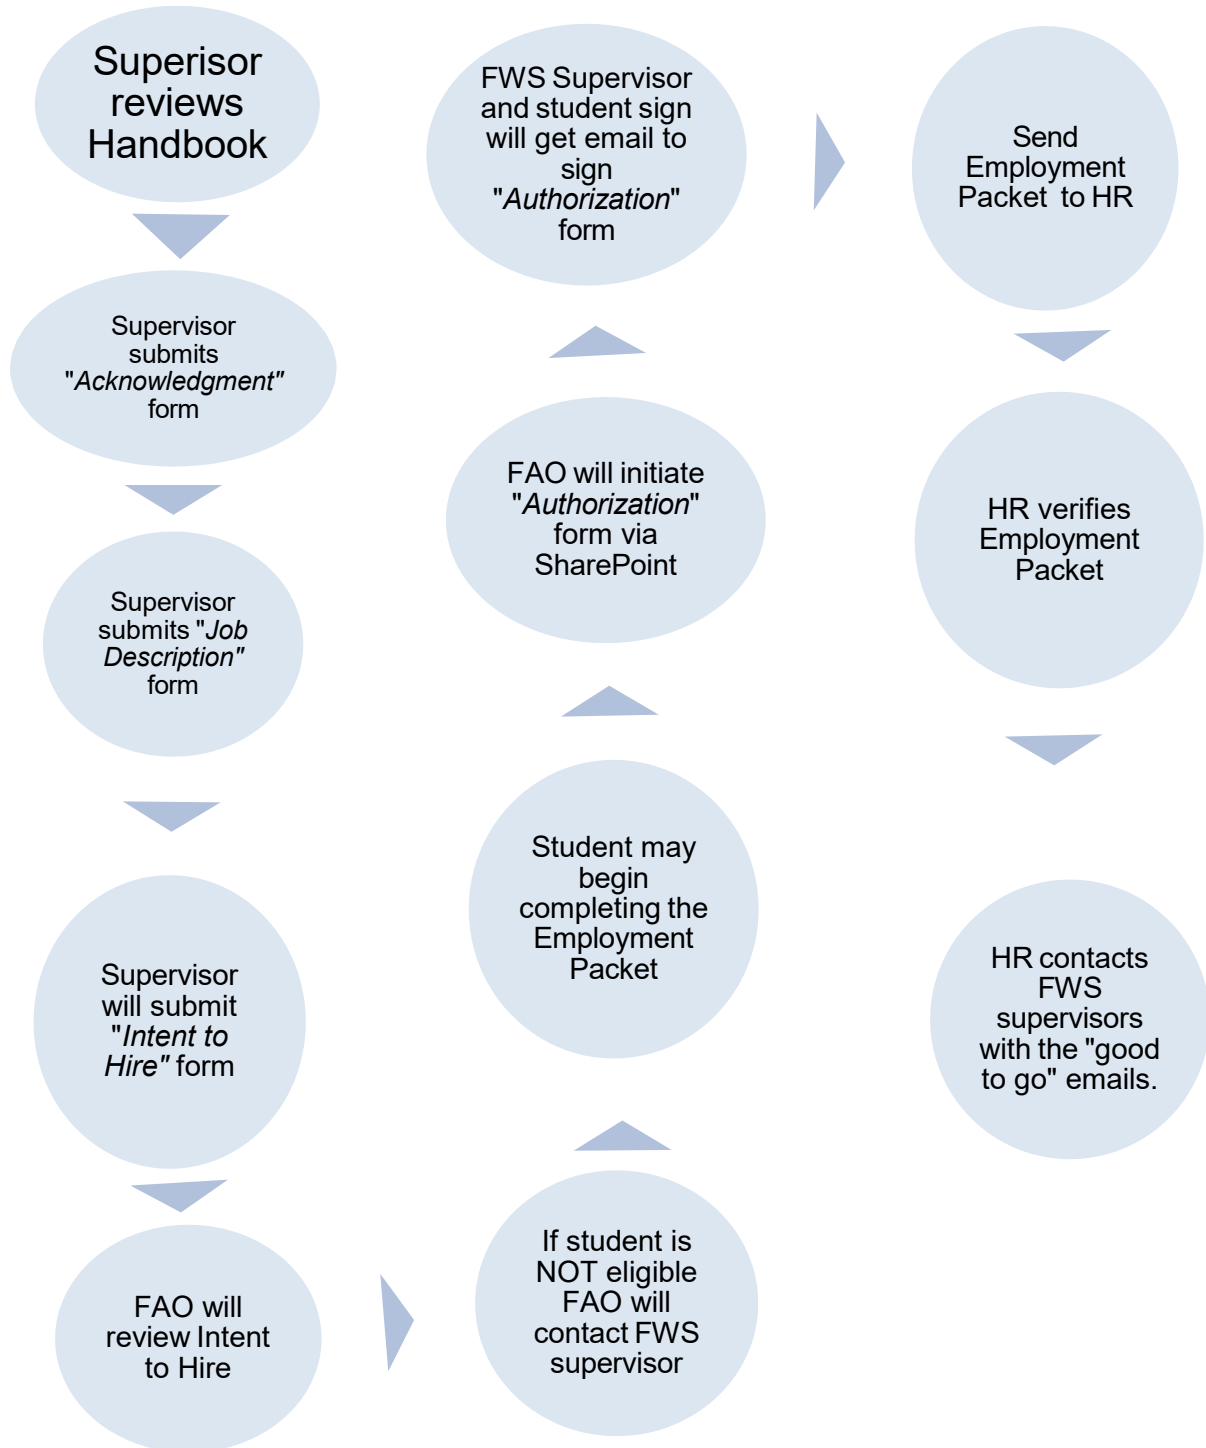 Superisor
reviews
Handbook
Supervisor
submits
"Acknowledgment"
form
Supervisor
submits "Job
Description"
form
Supervisor
will submit
"Intent to
Hire" form
FAO will
review Intent
to Hire
If student is
NOT eligible
FAO will
contact FWS
supervisor
Student may
begin
completing the
Employment
Packet
FAO will initiate
"Authorization"
form via
SharePoint
FWS Supervisor
and student sign
will get email to
sign
"Authorization"
form
Send
Employment
Packet to HR
HR verifies
Employment
Packet
HR contacts
FWS
supervisors
with the "good
to go" emails.